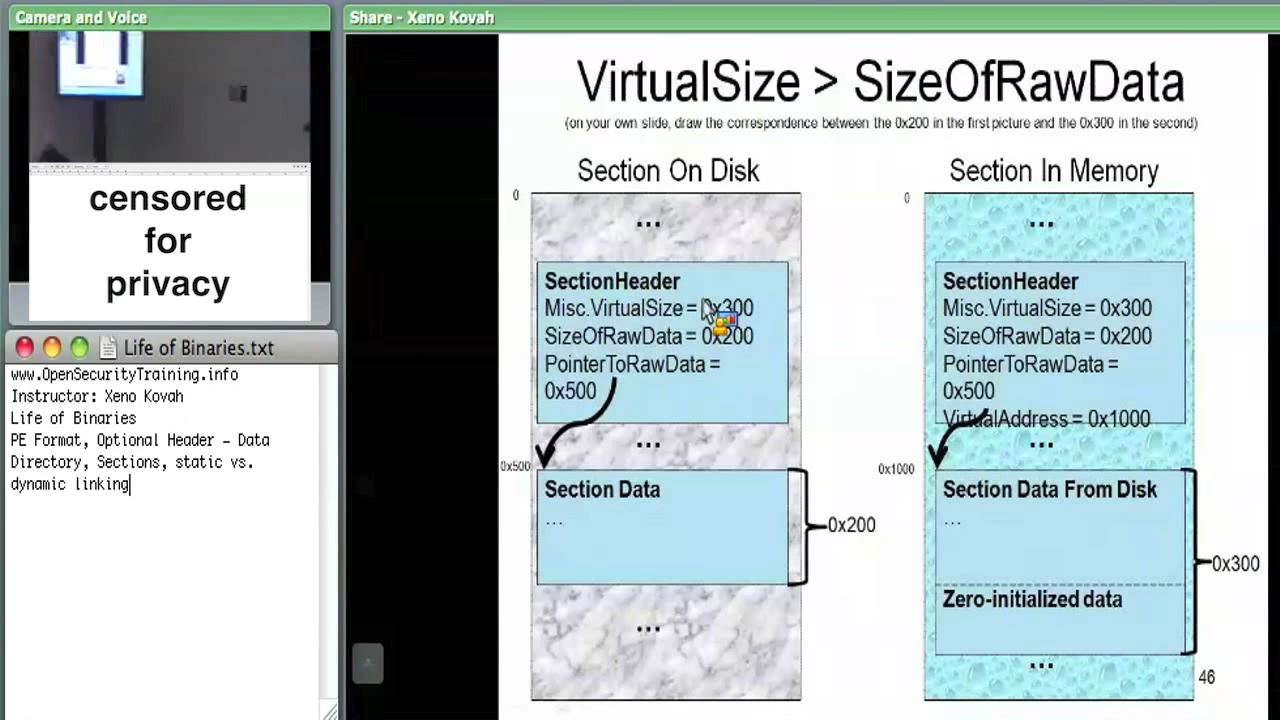 Camera and Voice
censored
for
privacy
Life of Binaries.txt
www.OpenSecurityTraining.info
Instructor: Xeno Kovah
Life of Binaries
PE Format, Optional Header – Data
Directory, Sections, static vs.
dynamic linking
Share - Xeno Kovah
VirtualSize > SizeOfRawData
(on your own slide, draw the correspondence between the 0x200 in the first picture and the 0x300 in the second)
Section On Disk
0
...
SectionHeader
Misc.VirtualSize = 0x300
SizeOfRawData = 0x200
PointerToRawData =
0x500
...
0x500
Section Data
...
0x200
...
Section In Memory
0
...
SectionHeader
Misc.VirtualSize = 0x300
SizeOfRawData = 0x200
PointerToRawData =
0x500
VirtualAddress = 0x1000
...
0x1000
Section Data From Disk
...
0x300
Zero-initialized data
...
46